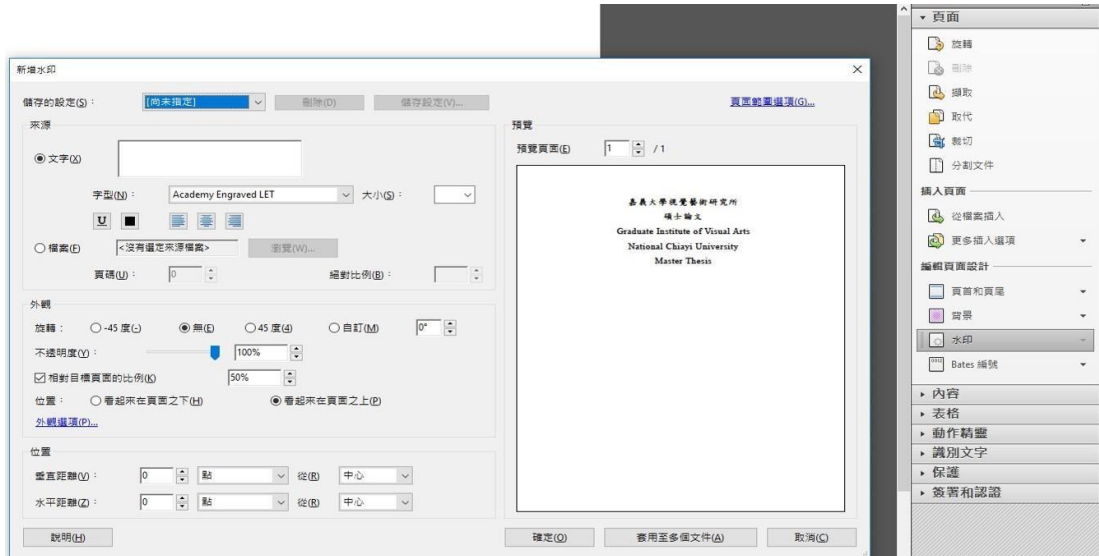 新增水印
儲存的設定(S)： [尚未指定] 刪除(D) 儲存設定(V)... 頁面範圍選項(G)...
來源
文字(X)
字型(N)： Academy Engraved LET 大小(S)：
U
檔案(F) <沒有選定來源檔案> 瀏覽(W)...
頁碼(U)： 0 絕對比例(B)：
外觀
旋轉： -45 度(-) 無(E) 45 度(4) 自訂(M) 0°
不透明度(Y)： 100%
相對目標頁面的比例(K) 50%
位置： 看起來在頁面之下(H) 看起來在頁面之上(P)
外觀選項(P)...
位置
垂直距離(V)： 0 點 從(R) 中心
水平距離(Z)： 0 點 從(R) 中心
說明(H) 確定(O) 套用至多個文件(A) 取消(C)
預覽
預覽頁面(E) 1 / 1
嘉義大學視覺藝術研究所
碩士論文
Graduate Institute of Visual Arts
National Chiayi University
Master Thesis
頁面
旋轉
刪除
擷取
取代
裁切
分割文件
插入頁面
從檔案插入
更多插入選項
編輯頁面設計
頁首和頁尾
背景
水印
Bates 編號
內容
表格
動作精靈
識別文字
保護
簽署和認證